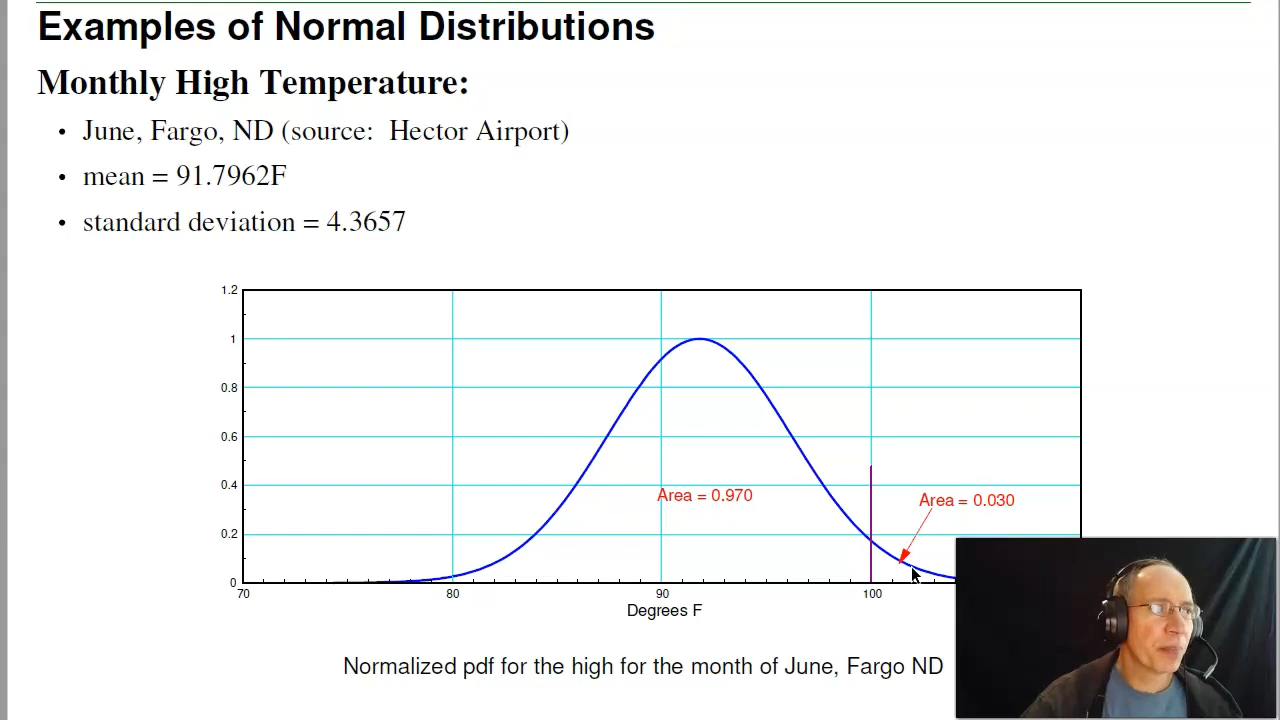 Examples of Normal Distributions
Monthly High Temperature:
• June, Fargo, ND (source: Hector Airport)
• mean = 91.7962F
• standard deviation = 4.3657
1.2
1
0.8
0.6
0.4
0.2
0
Area = 0.970
Area = 0.030
70 80 90 100
Degrees F
Normalized pdf for the high for the month of June, Fargo ND